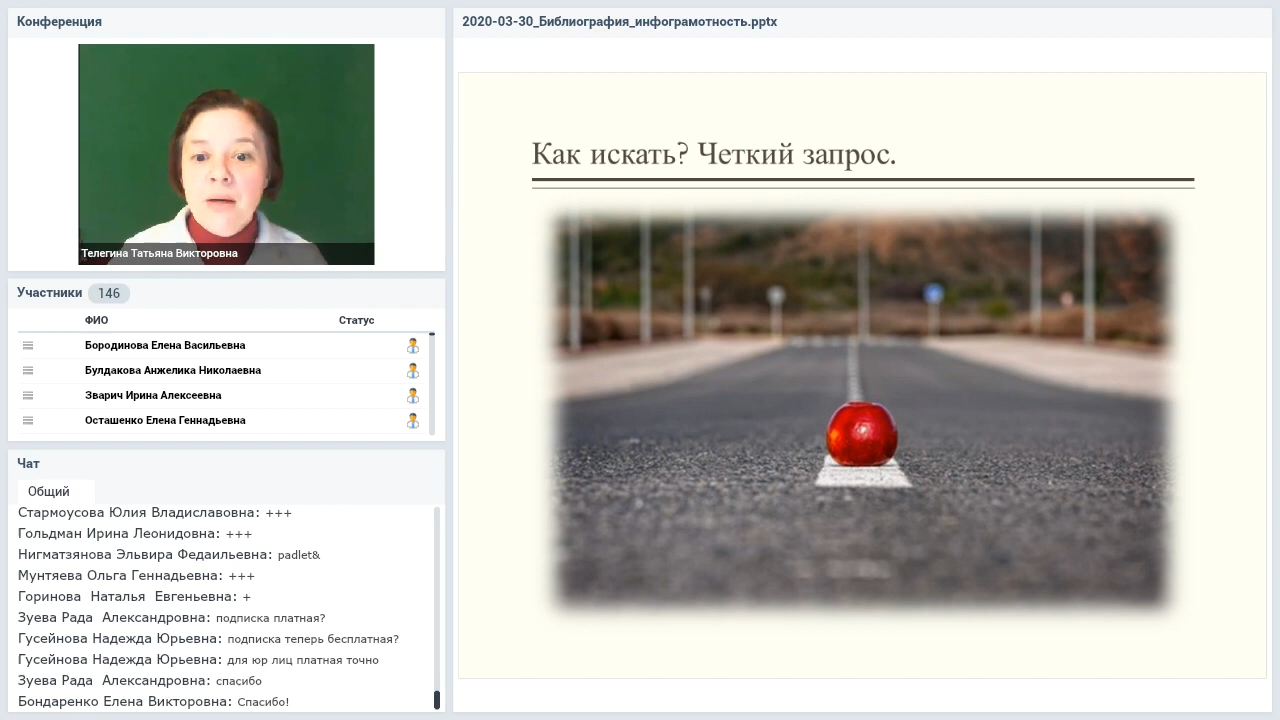 Конференция
Телегина Татьяна Викторовна
Участники 146
ФИО Статус
Бородинова Елена Васильевна
Булдакова Анжелика Николаевна
Зварич Ирина Алексеевна
Осташенко Елена Геннадьевна
Чат
Общий
Стармоусова Юлия Владиславовна: +++
Гольдман Ирина Леонидовна: +++
Нигматзянова Эльвира Федаильевна: padlet&
Мунтяева Ольга Геннадьевна: +++
Горинова Наталья Евгеньевна: +
Зуева Рада Александровна: подписка платная?
Гусейнова Надежда Юрьевна: подписка теперь бесплатная?
Гусейнова Надежда Юрьевна: для юр лиц платная точно
Зуева Рада Александровна: спасибо
Бондаренко Елена Викторовна: Спасибо!
2020-03-30_Библиография_инфограмотность.pptx
Как искать? Четкий запрос.